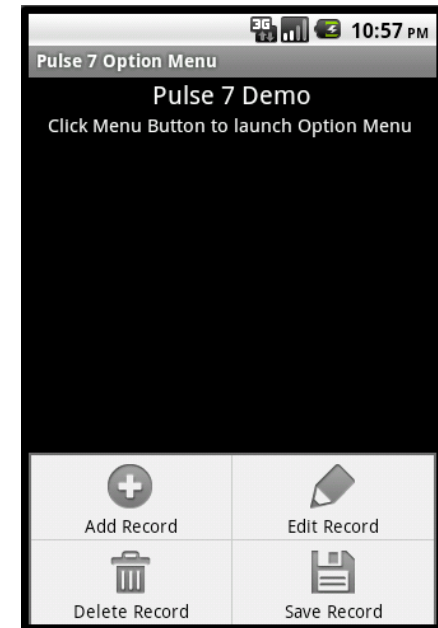 3G 10:57 PM
Pulse 7 Option Menu
Pulse 7 Demo
Click Menu Button to launch Option Menu
Add Record
Edit Record
Delete Record
Save Record